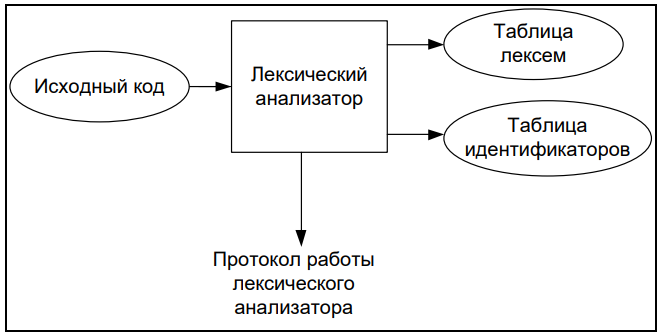 Исходный код
Лексический
анализатор
Таблица
лексем
Таблица
идентификаторов
Протокол работы
лексического
анализатора